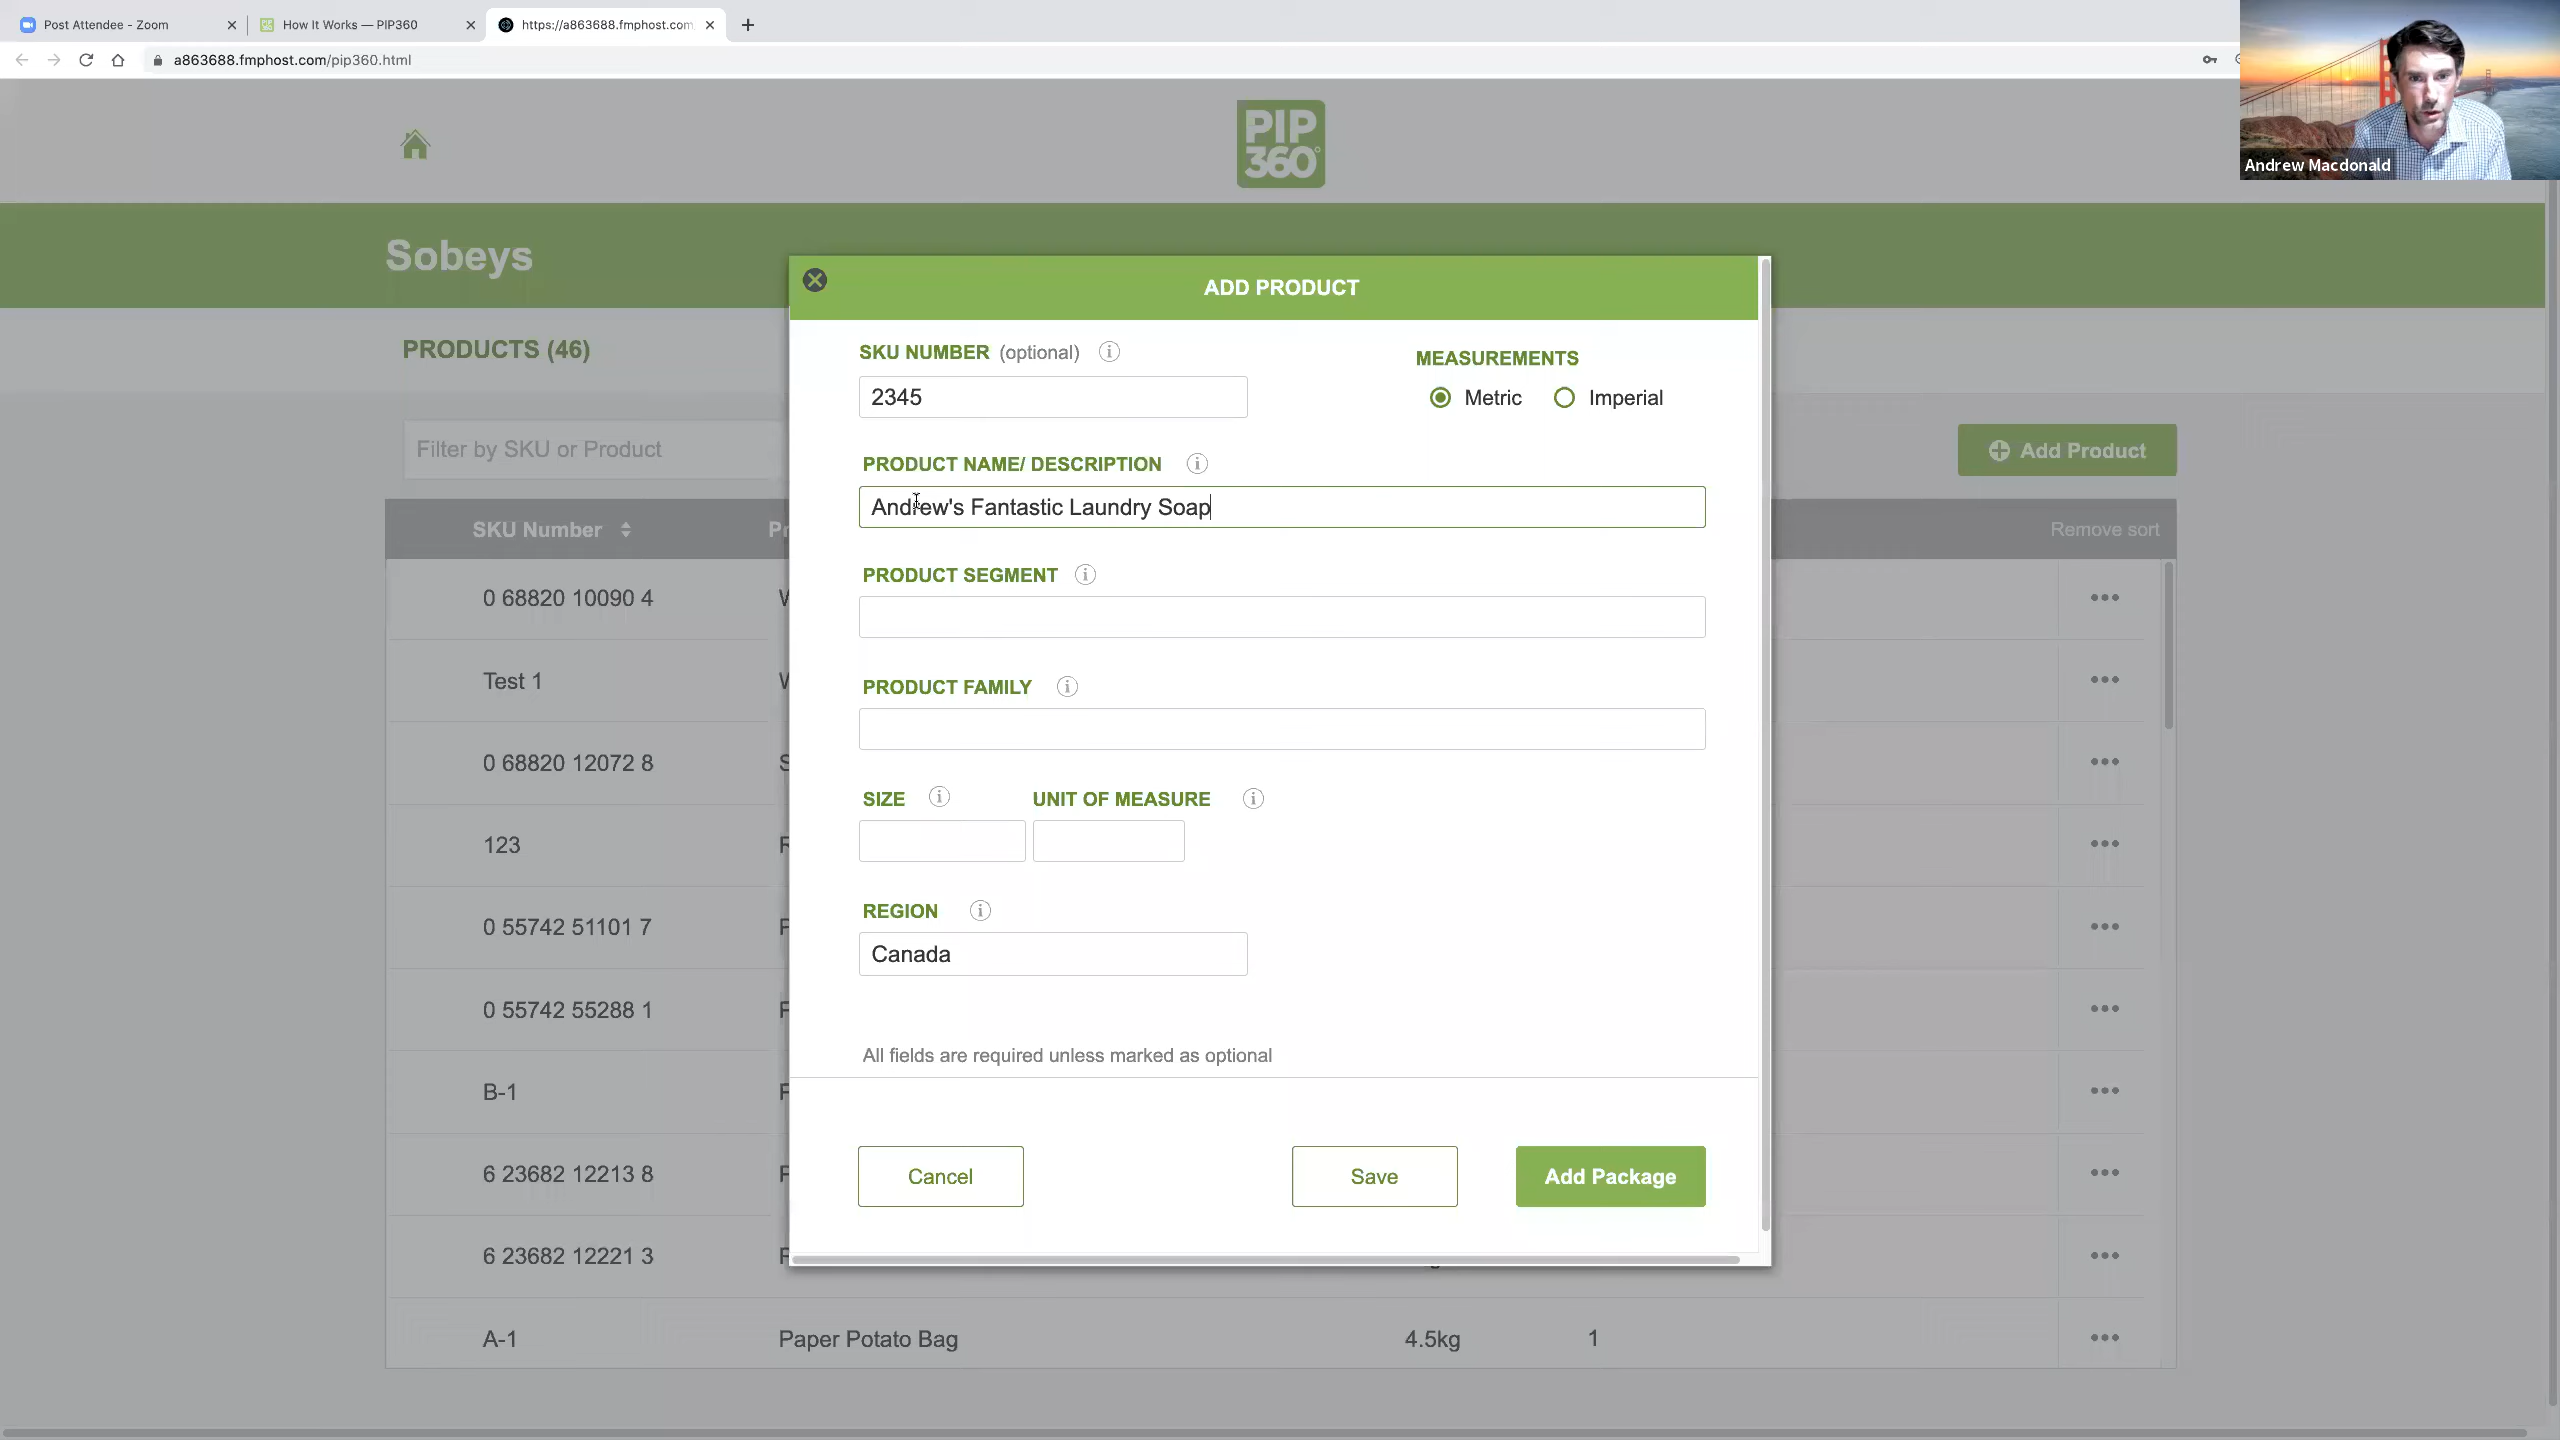 Post Attendee - Zoom
How It Works — PIP360
https://a863688.fmphost.com
a863688.fmphost.com/pip360.html
Andrew Macdonald
PIP
360°
Sobeys
PRODUCTS (46)
Filter by SKU or Product
Add Product
SKU Number
Remove sort
0 68820 10090 4
Test 1
0 68820 12072 8
123
0 55742 51101 7
0 55742 55288 1
B-1
6 23682 12213 8
6 23682 12221 3
A-1 Paper Potato Bag 4.5kg 1
ADD PRODUCT
SKU NUMBER (optional)
2345
MEASUREMENTS
Metric Imperial
PRODUCT NAME/ DESCRIPTION
Andrew's Fantastic Laundry Soap
PRODUCT SEGMENT
PRODUCT FAMILY
SIZE UNIT OF MEASURE
REGION
Canada
All fields are required unless marked as optional
Cancel Save Add Package